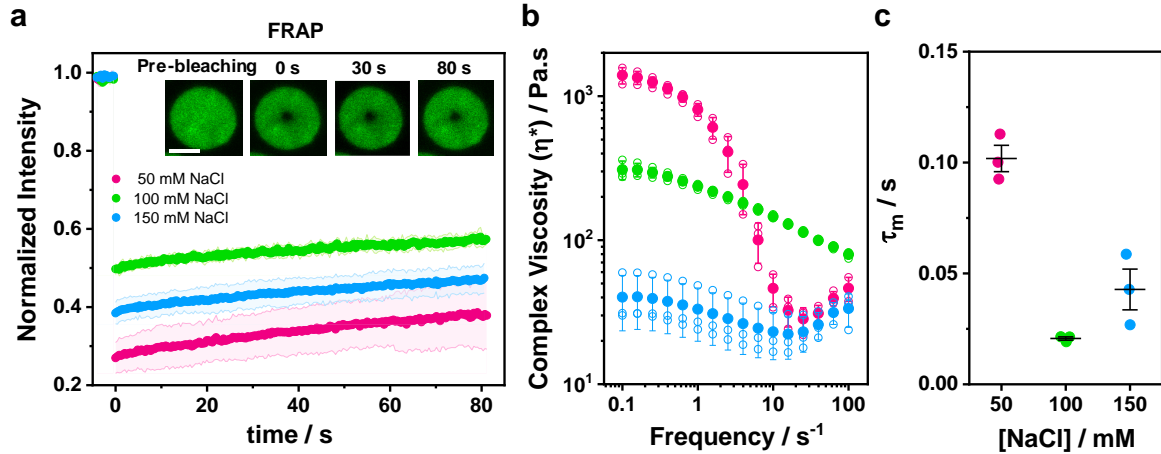 a
FRAP
Pre-bleaching 0 s 30 s 80 s
50 mM NaCl
100 mM NaCl
150 mM NaCl
Normalized Intensity
1.0
0.8
0.6
0.4
0.2
0 20 40 60 80
time / s
b
Complex Viscosity (η*) / Pa.s
10³
10²
10¹
0.1 1 10 100
Frequency / s⁻¹
c
τm / s
0.15
0.10
0.05
0.00
50 100 150
[NaCl] / mM